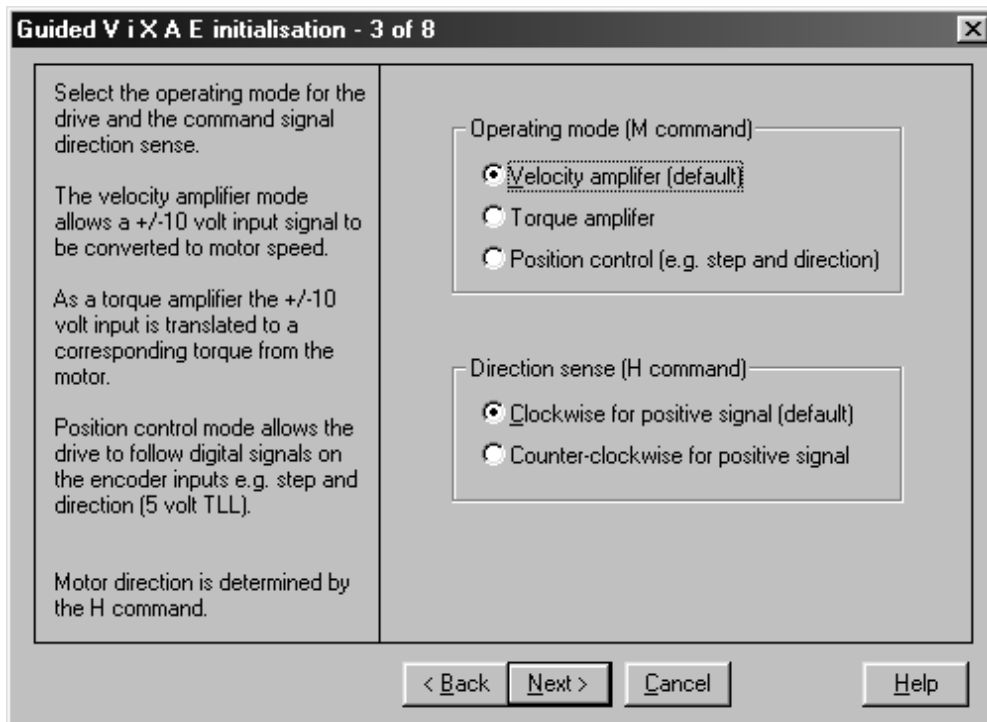 Guided V i X A E initialisation - 3 of 8
Select the operating mode for the
drive and the command signal
direction sense.
The velocity amplifier mode
allows a +/-10 volt input signal to
be converted to motor speed.
As a torque amplifier the +/-10
volt input is translated to a
corresponding torque from the
motor.
Position control mode allows the
drive to follow digital signals on
the encoder inputs e.g. step and
direction (5 volt TLL).
Motor direction is determined by
the H command.
Operating mode (M command)
Velocity amplifer (default)
Torque amplifer
Position control (e.g. step and direction)
Direction sense (H command)
Clockwise for positive signal (default)
Counter-clockwise for positive signal
< Back
Next >
Cancel
Help